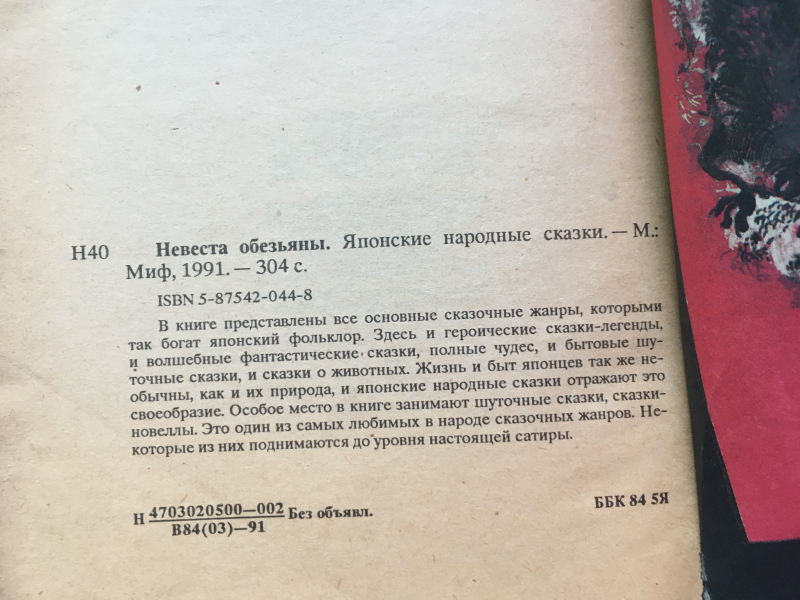 Н40 Невеста обезьяны. Японские народные сказки. — М.:
Миф, 1991. — 304 с.
ISBN 5-87542-044-8
В книге представлены все основные сказочные жанры, которыми
так богат японский фольклор. Здесь и героические сказки-легенды,
и волшебные фантастические сказки, полные чудес, и бытовые шу-
точные сказки, и сказки о животных. Жизнь и быт японцев так же не-
обычны, как и их природа, и японские народные сказки отражают это
своеобразие. Особое место в книге занимают шуточные сказки, сказки-
новеллы. Это один из самых любимых в народе сказочных жанров. Не-
которые из них поднимаются до уровня настоящей сатиры.
Н 4703020500—002 Без объявл.
В84(03)—91
ББК 84 5Я